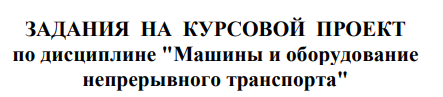 ЗАДАНИЯ НА КУРСОВОЙ ПРОЕКТ
по дисциплине "Машины и оборудование
непрерывного транспорта"